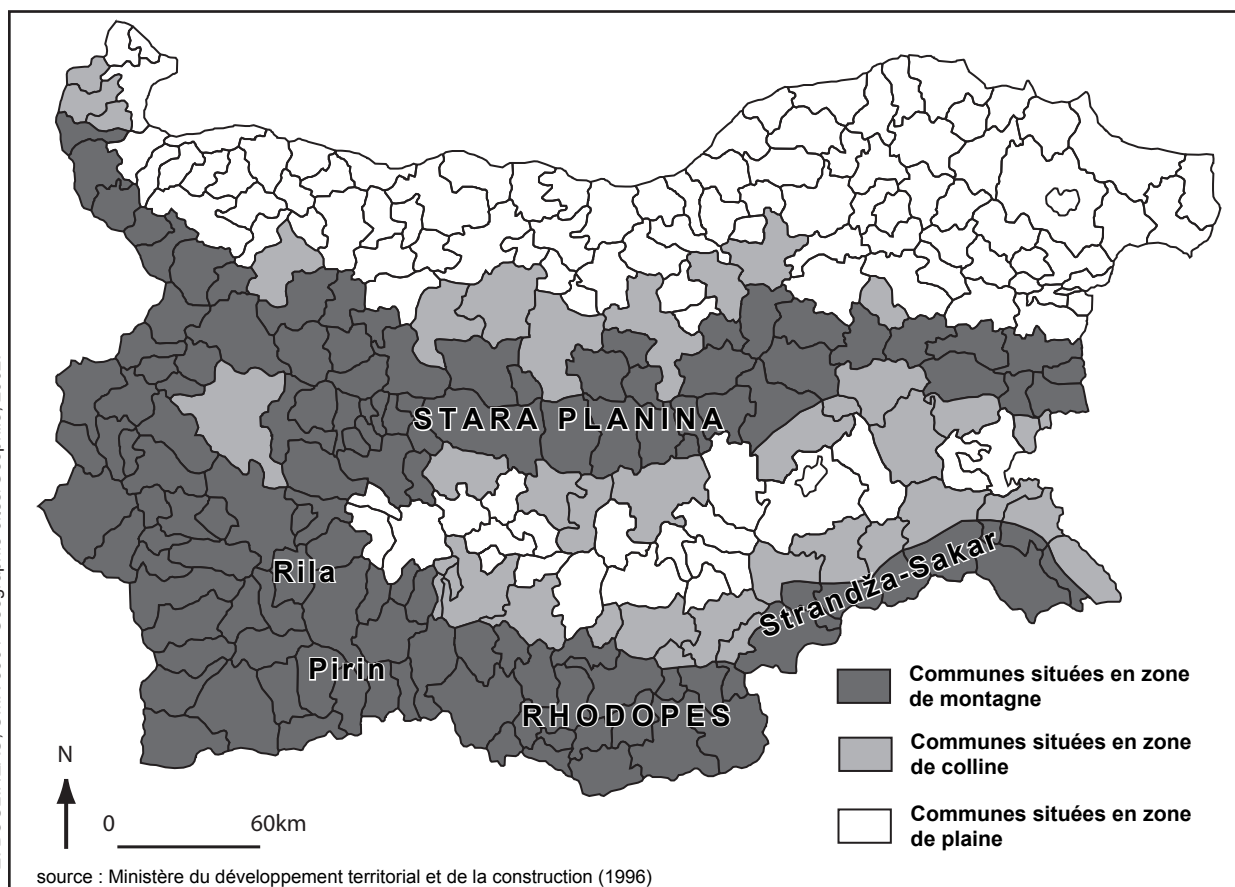 STARA PLANINA
Rila
Strandža-Sakar
Pirin
RHODOPES
Communes situées en zone
de montagne
Communes situées en zone
de colline
Communes situées en zone
de plaine
N
0 60km
source : Ministère du développement territorial et de la construction (1996)